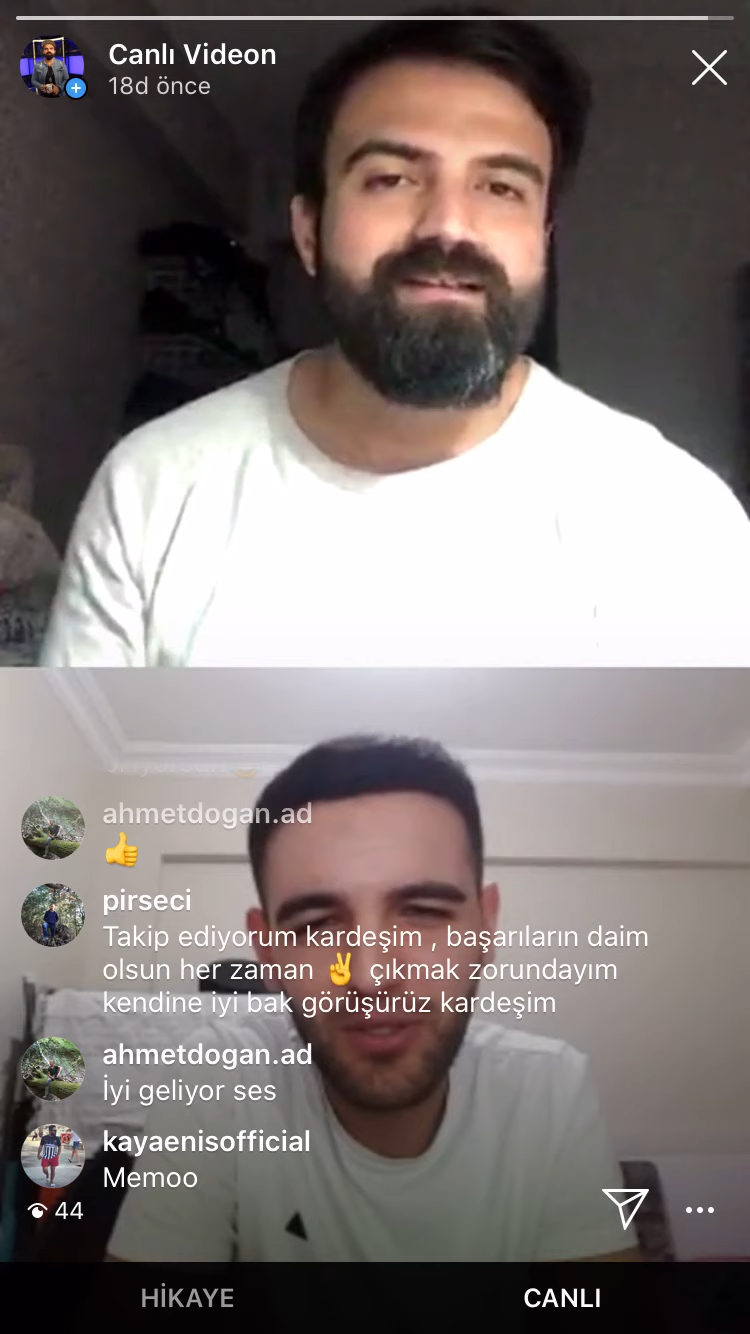 Canlı Videon
18d önce
ahmetdogan.ad
👍
pirseci
Takip ediyorum kardeşim , başarıların daim
olsun her zaman ✌️ çıkmak zorundayım
kendine iyi bak görüşürüz kardeşim
ahmetdogan.ad
İyi geliyor ses
kayaenisofficial
Memoo
44
HİKAYE
CANLI